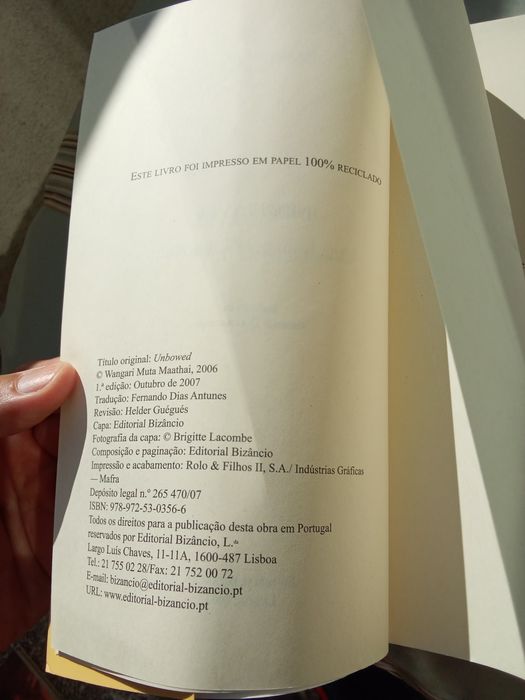 ESTE LIVRO FOI IMPRESSO EM PAPEL 100% RECICLADO
Título original: Unbowed
© Wangari Muta Maathai, 2006
1.ª edição: Outubro de 2007
Tradução: Fernando Dias Antunes
Revisão: Helder Guégués
Capa: Editorial Bizâncio
Fotografia da capa: © Brigitte Lacombe
Composição e paginação: Editorial Bizâncio
Impressão e acabamento: Rolo & Filhos II, S.A./ Indústrias Gráficas
— Mafra
Depósito legal n.º 265 470/07
ISBN: 978-972-53-0356-6
Todos os direitos para a publicação desta obra em Portugal
reservados por Editorial Bizâncio, L.da
Largo Luís Chaves, 11-11A, 1600-487 Lisboa
Tel.: 21 755 02 28/Fax: 21 752 00 72
E-mail: bizancio@editorial-bizancio.pt
URL: www.editorial-bizancio.pt